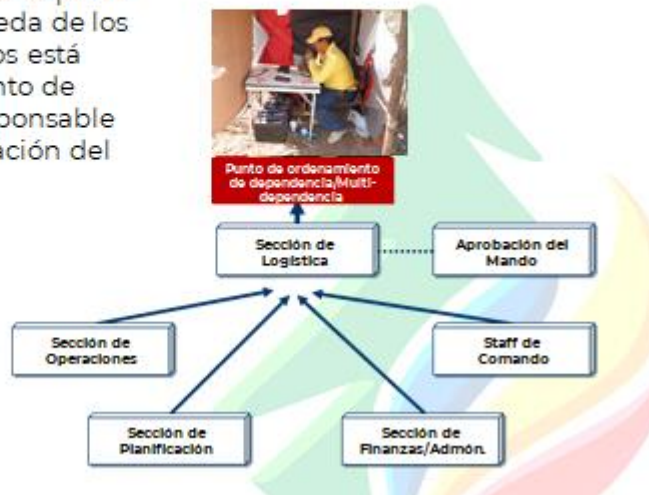 eda de los
os está
nto de
ponsable
ación del
Punto de ordenamiento
de dependencia/Multi-
dependencia
Sección de
Logística
Aprobación del
Mando
Sección de
Operaciones
Staff de
Comando
Sección de
Planificación
Sección de
Finanzas/Admón.